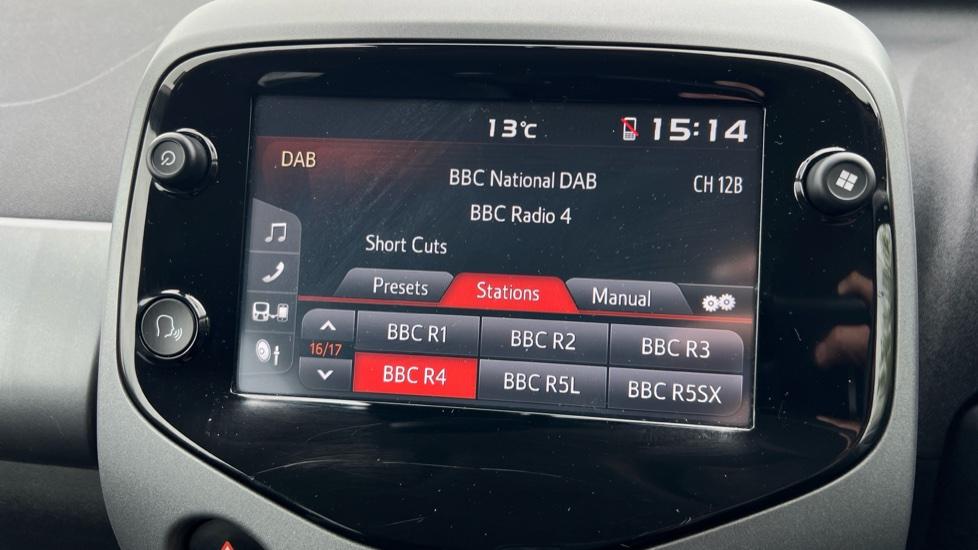 13°C 15:14
DAB
BBC National DAB CH 12B
BBC Radio 4
Short Cuts
Presets Stations Manual
16/17
BBC R1 BBC R2 BBC R3
BBC R4 BBC R5L BBC R5SX